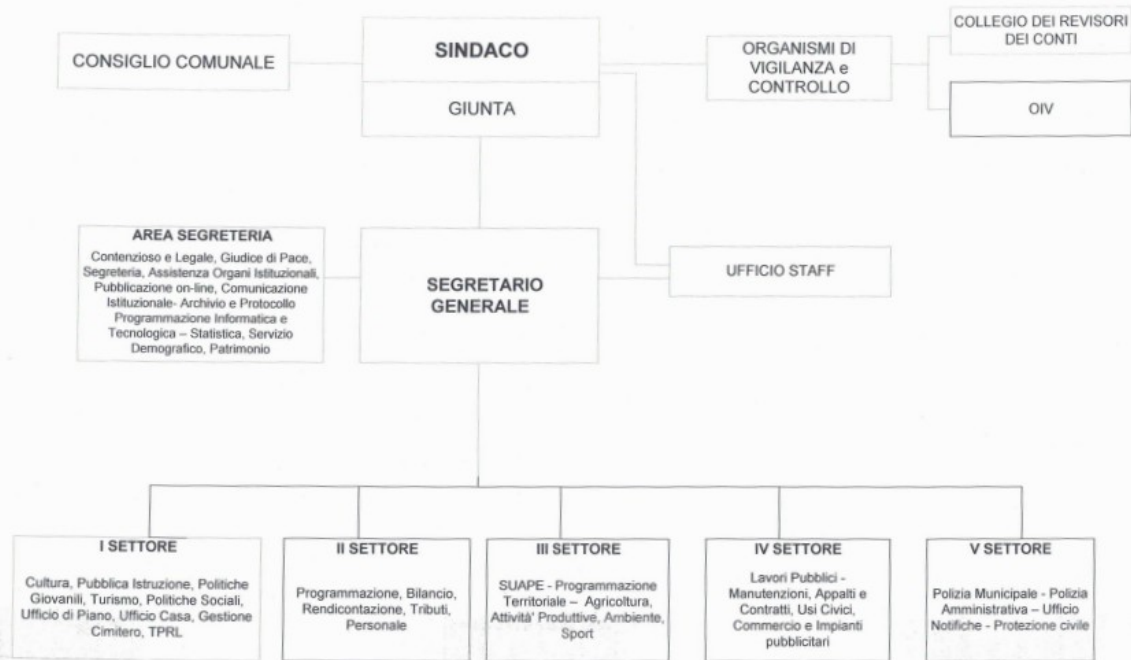 COLLEGIO DEI REVISORI
DEI CONTI
CONSIGLIO COMUNALE
SINDACO
GIUNTA
ORGANISMI DI
VIGILANZA e
CONTROLLO
OIV
AREA SEGRETERIA
Contenzioso e Legale, Giudice di Pace,
Segreteria, Assistenza Organi Istituzionali,
Pubblicazione on-line, Comunicazione
Istituzionale- Archivio e Protocollo
Programmazione Informatica e
Tecnologica – Statistica, Servizio
Demografico, Patrimonio
SEGRETARIO
GENERALE
UFFICIO STAFF
I SETTORE
Cultura, Pubblica Istruzione, Politiche
Giovanili, Turismo, Politiche Sociali,
Ufficio di Piano, Ufficio Casa, Gestione
Cimitero, TPRL
II SETTORE
Programmazione, Bilancio,
Rendicontazione, Tributi,
Personale
III SETTORE
SUAPE - Programmazione
Territoriale – Agricoltura,
Attività' Produttive, Ambiente,
Sport
IV SETTORE
Lavori Pubblici -
Manutenzioni, Appalti e
Contratti, Usi Civici,
Commercio e Impianti
pubblicitari
V SETTORE
Polizia Municipale - Polizia
Amministrativa – Ufficio
Notifiche - Protezione civile